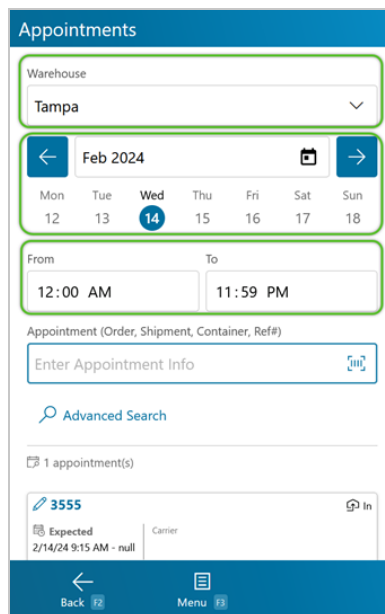 Appointments
Warehouse
Tampa
Feb 2024
Mon Tue Wed Thu Fri Sat Sun
12 13 14 15 16 17 18
From To
12:00 AM 11:59 PM
Appointment (Order, Shipment, Container, Ref#)
Enter Appointment Info
Advanced Search
1 appointment(s)
3555 In
Expected Carrier
2/14/24 9:15 AM - null
Back F2 Menu F3